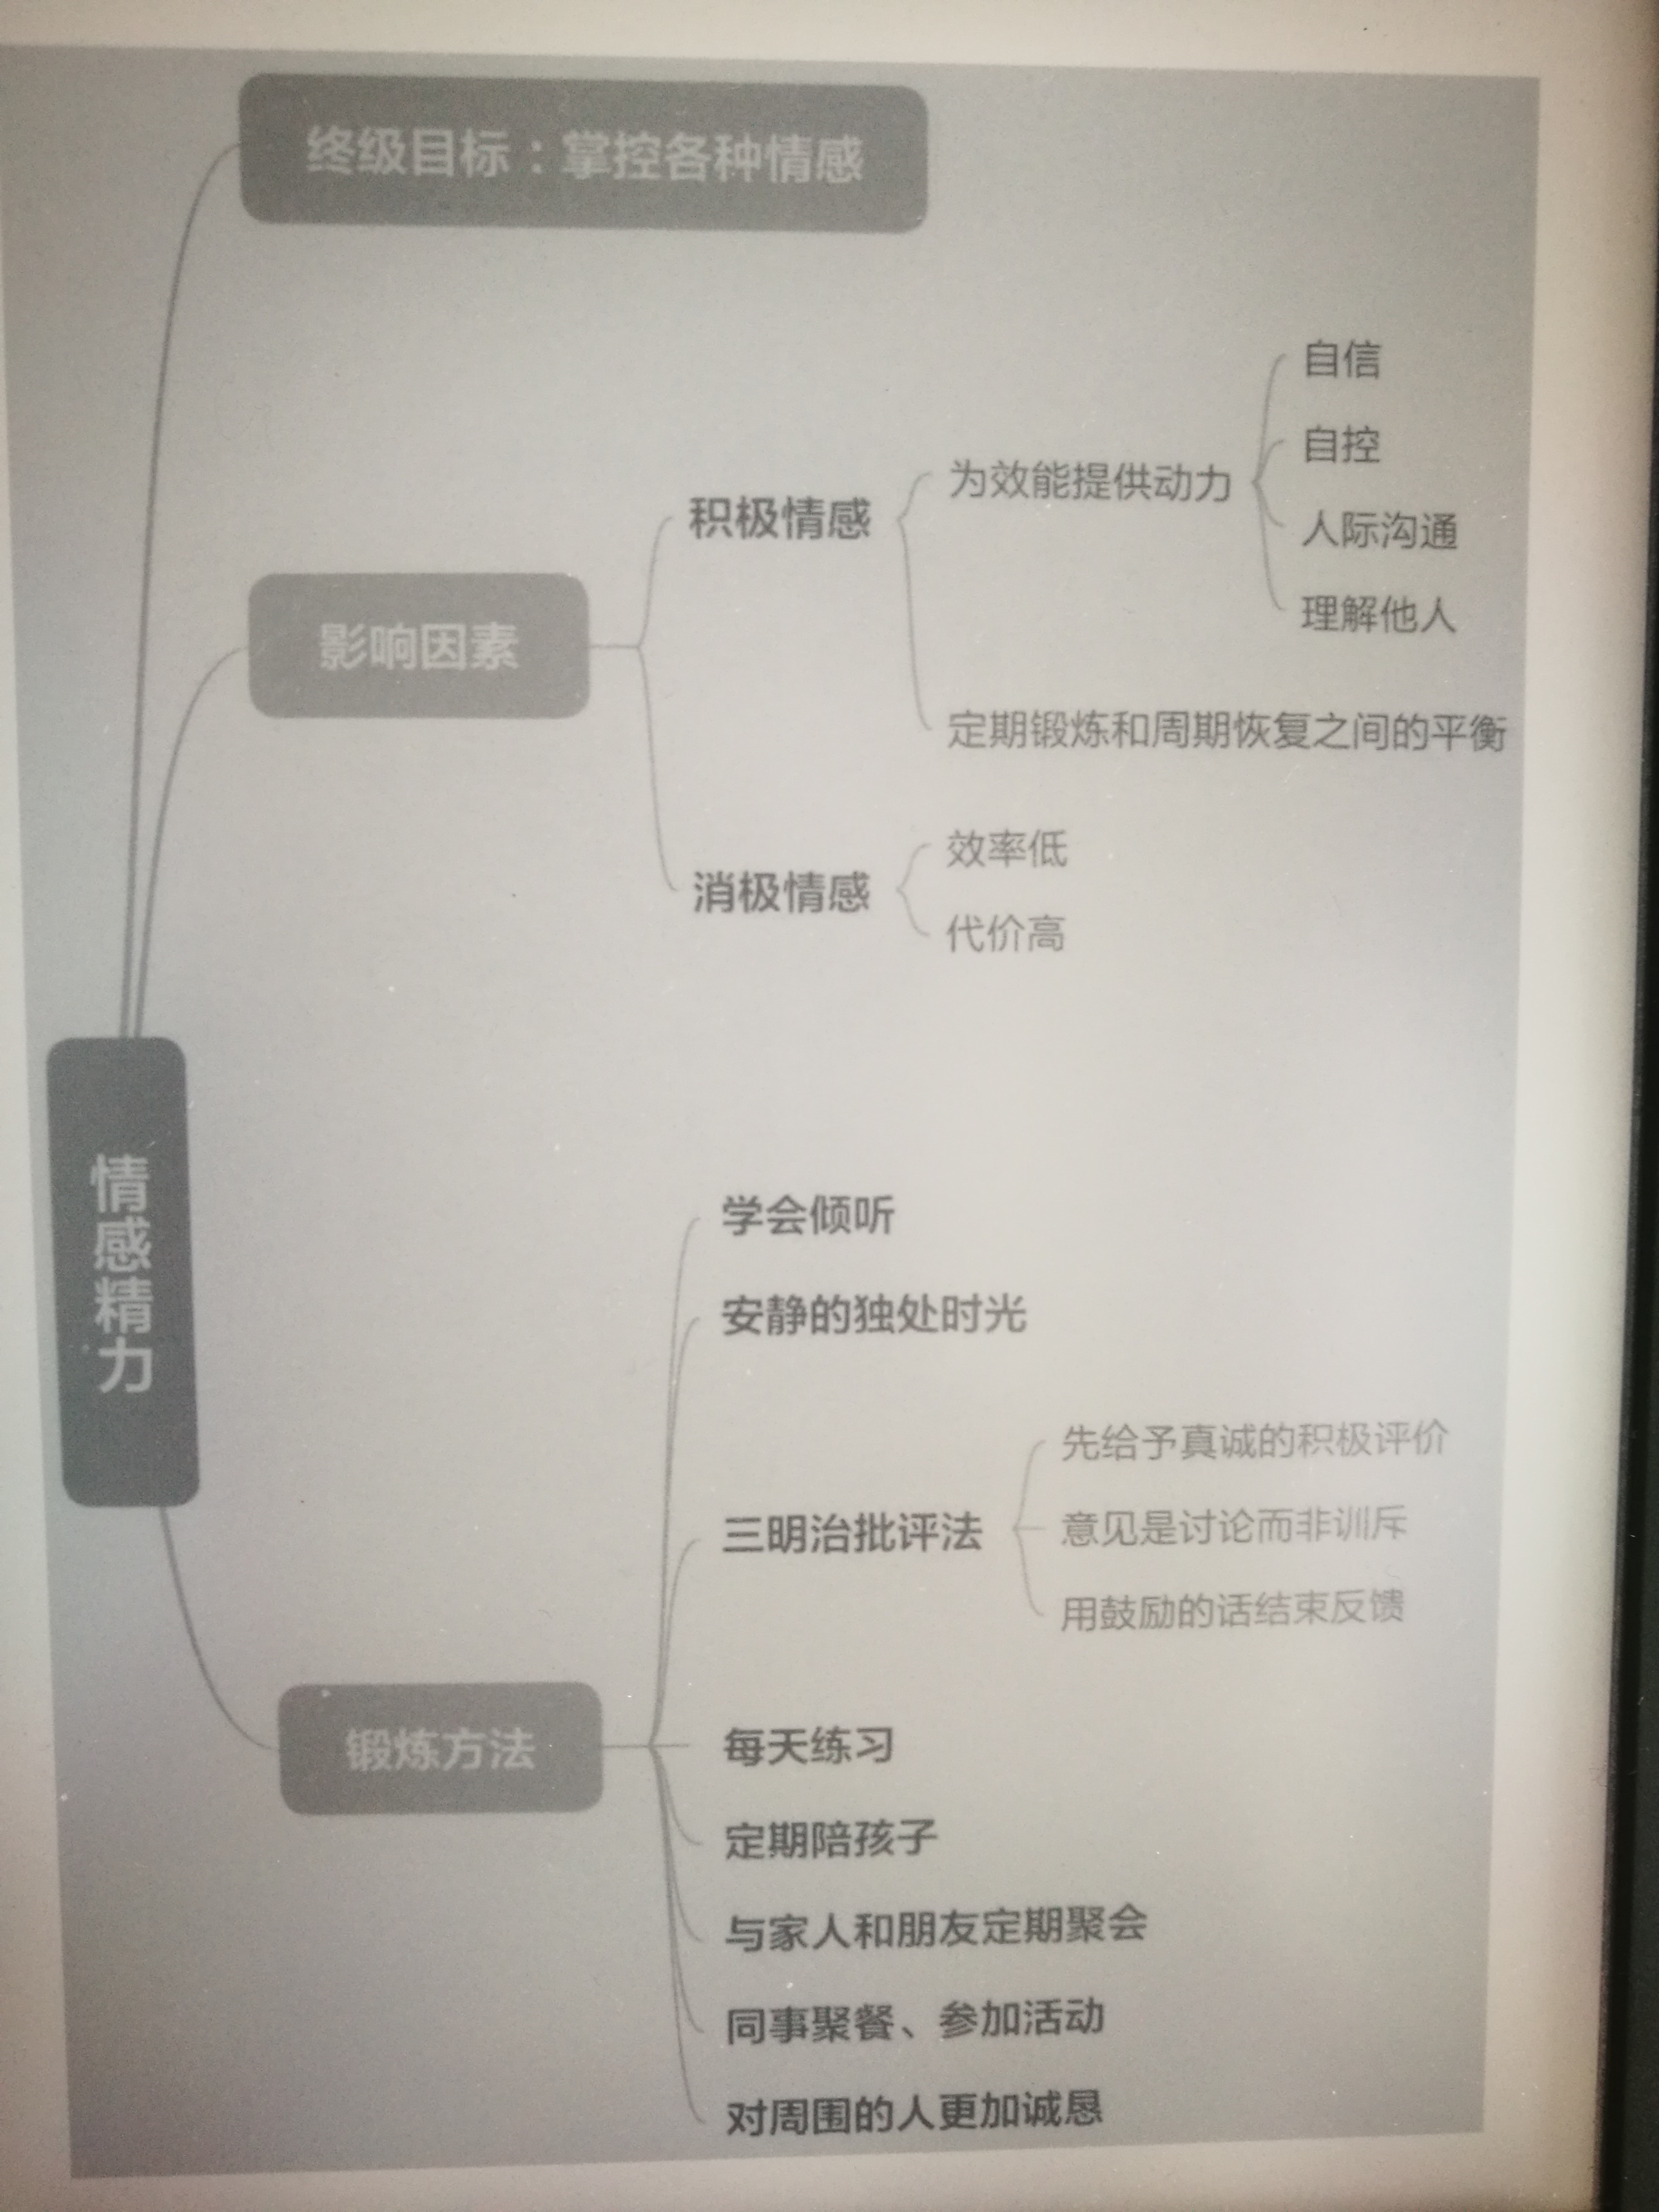 终级目标：掌控各种情感
影响因素
积极情感
为效能提供动力
自信
自控
人际沟通
理解他人
定期锻炼和周期恢复之间的平衡
消极情感
效率低
代价高
情感精力
锻炼方法
学会倾听
安静的独处时光
三明治批评法
先给予真诚的积极评价
意见是讨论而非训斥
用鼓励的话结束反馈
每天练习
定期陪孩子
与家人和朋友定期聚会
同事聚餐、参加活动
对周围的人更加诚恳